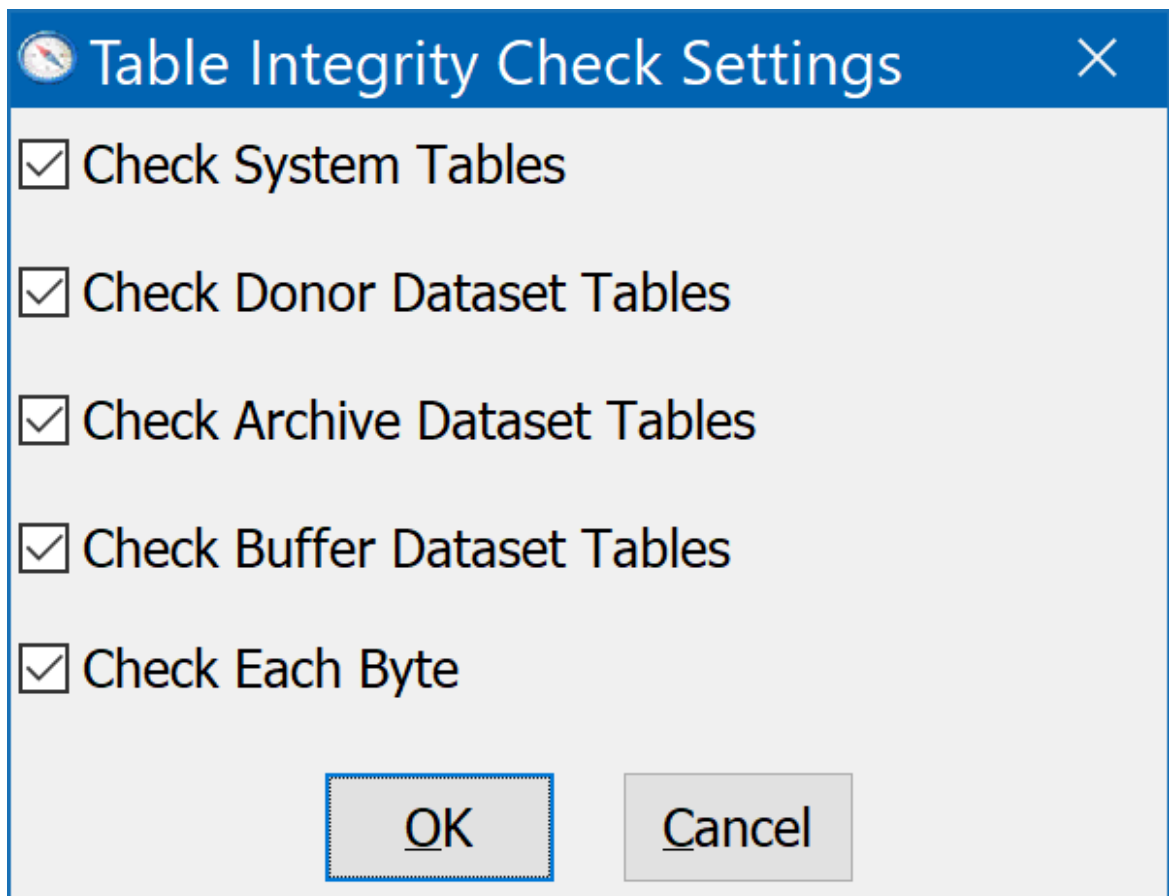 Table Integrity Check Settings
Check System Tables
Check Donor Dataset Tables
Check Archive Dataset Tables
Check Buffer Dataset Tables
Check Each Byte
OK Cancel